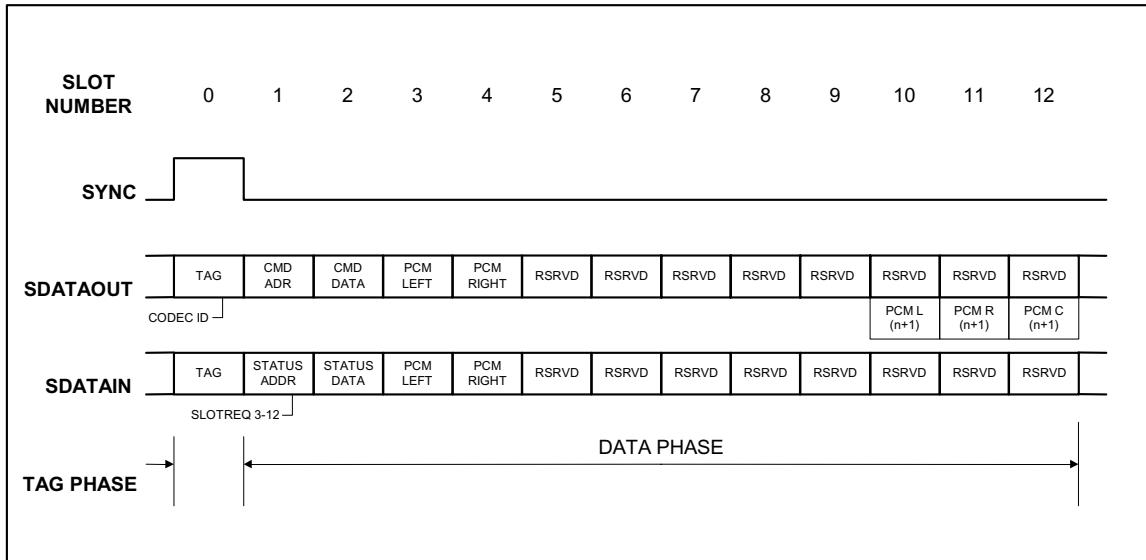 SLOT
NUMBER
0 1 2 3 4 5 6 7 8 9 10 11 12
SYNC
SDATAOUT
TAG
CMD
ADR
CMD
DATA
PCM
LEFT
PCM
RIGHT
RSRVD RSRVD RSRVD RSRVD RSRVD RSRVD RSRVD RSRVD
CODEC ID
PCM L
(n+1)
PCM R
(n+1)
PCM C
(n+1)
SDATAIN
TAG
STATUS
ADDR
STATUS
DATA
PCM
LEFT
PCM
RIGHT
RSRVD RSRVD RSRVD RSRVD RSRVD RSRVD RSRVD RSRVD
SLOTREQ 3-12
DATA PHASE
TAG PHASE